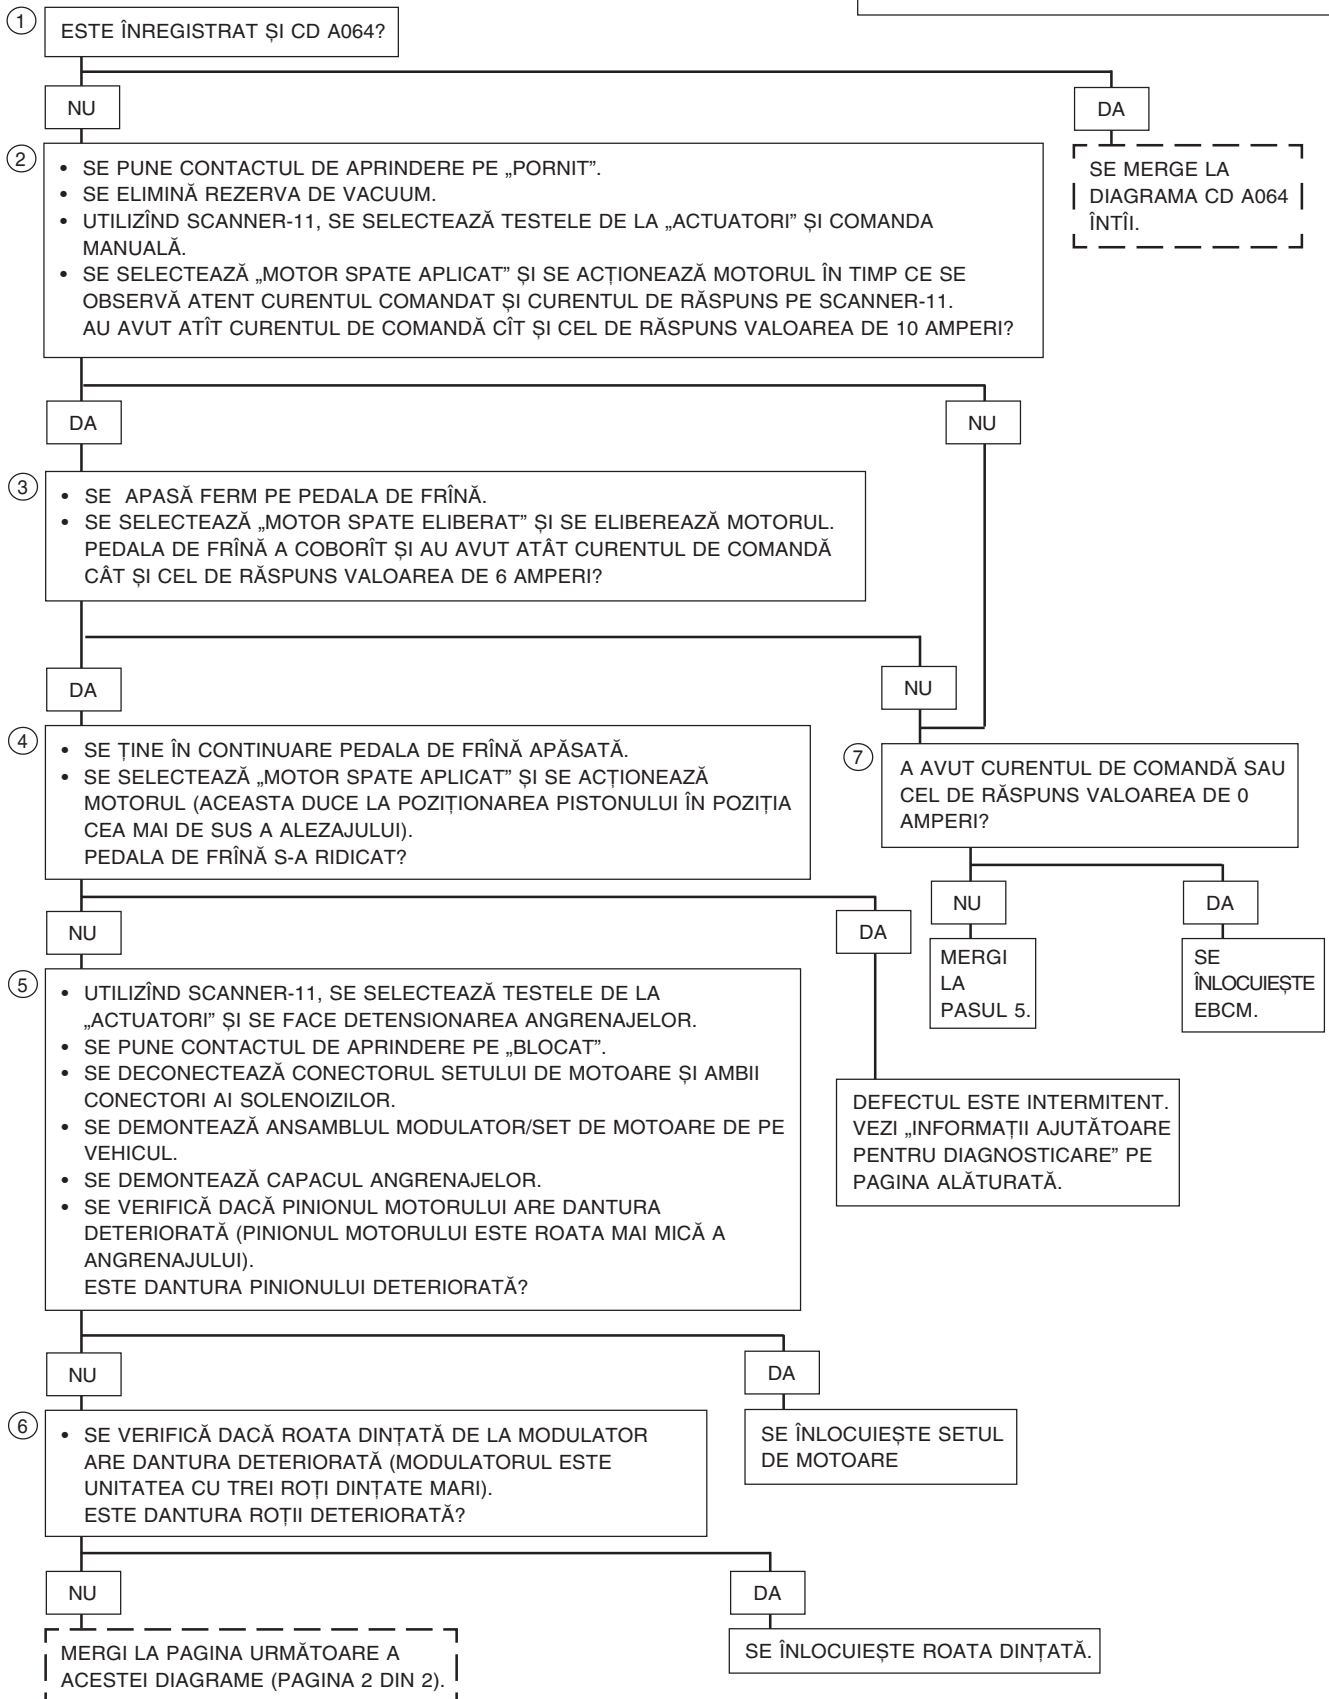 1
ESTE ÎNREGISTRAT ȘI CD A064?
NU
DA
2
• SE PUNE CONTACTUL DE APRINDERE PE „PORNIT”.
• SE ELIMINĂ REZERVA DE VACUUM.
• UTILIZÎND SCANNER-11, SE SELECTEAZĂ TESTELE DE LA „ACTUATORI” ȘI COMANDA
MANUALĂ.
• SE SELECTEAZĂ „MOTOR SPATE APLICAT” ȘI SE ACȚIONEAZĂ MOTORUL ÎN TIMP CE SE
OBSERVĂ ATENT CURENTUL COMANDAT ȘI CURENTUL DE RĂSPUNS PE SCANNER-11.
AU AVUT ATÎT CURENTUL DE COMANDĂ CÎT ȘI CEL DE RĂSPUNS VALOAREA DE 10 AMPERI?
SE MERGE LA
DIAGRAMA CD A064
ÎNTÎI.
DA
NU
3
• SE APASĂ FERM PE PEDALA DE FRÎNĂ.
• SE SELECTEAZĂ „MOTOR SPATE ELIBERAT” ȘI SE ELIBEREAZĂ MOTORUL.
PEDALA DE FRÎNĂ A COBORÎT ȘI AU AVUT ATÂT CURENTUL DE COMANDĂ
CÂT ȘI CEL DE RĂSPUNS VALOAREA DE 6 AMPERI?
DA
NU
4
• SE ȚINE ÎN CONTINUARE PEDALA DE FRÎNĂ APĂSATĂ.
• SE SELECTEAZĂ „MOTOR SPATE APLICAT” ȘI SE ACȚIONEAZĂ
MOTORUL (ACEASTA DUCE LA POZIȚIONAREA PISTONULUI ÎN POZIȚIA
CEA MAI DE SUS A ALEZAJULUI).
PEDALA DE FRÎNĂ S-A RIDICAT?
7
A AVUT CURENTUL DE COMANDĂ SAU
CEL DE RĂSPUNS VALOAREA DE 0
AMPERI?
NU
DA
NU
DA
MERGI
LA
PASUL 5.
SE
ÎNLOCUIEȘTE
EBCM.
5
• UTILIZÎND SCANNER-11, SE SELECTEAZĂ TESTELE DE LA
„ACTUATORI” ȘI SE FACE DETENSIONAREA ANGRENAJELOR.
• SE PUNE CONTACTUL DE APRINDERE PE „BLOCAT”.
• SE DECONECTEAZĂ CONECTORUL SETULUI DE MOTOARE ȘI AMBII
CONECTORI AI SOLENOIZILOR.
• SE DEMONTEAZĂ ANSAMBLUL MODULATOR/SET DE MOTOARE DE PE
VEHICUL.
• SE DEMONTEAZĂ CAPACUL ANGRENAJELOR.
• SE VERIFICĂ DACĂ PINIONUL MOTORULUI ARE DANTURA
DETERIORATĂ (PINIONUL MOTORULUI ESTE ROATA MAI MICĂ A
ANGRENAJULUI).
ESTE DANTURA PINIONULUI DETERIORATĂ?
DEFECTUL ESTE INTERMITENT.
VEZI „INFORMAȚII AJUTĂTOARE
PENTRU DIAGNOSTICARE” PE
PAGINA ALĂTURATĂ.
NU
DA
6
• SE VERIFICĂ DACĂ ROATA DINȚATĂ DE LA MODULATOR
ARE DANTURA DETERIORATĂ (MODULATORUL ESTE
UNITATEA CU TREI ROȚI DINȚATE MARI).
ESTE DANTURA ROȚII DETERIORATĂ?
SE ÎNLOCUIEȘTE SETUL
DE MOTOARE
NU
DA
MERGI LA PAGINA URMĂTOARE A
ACESTEI DIAGRAME (PAGINA 2 DIN 2).
SE ÎNLOCUIEȘTE ROATA DINȚATĂ.